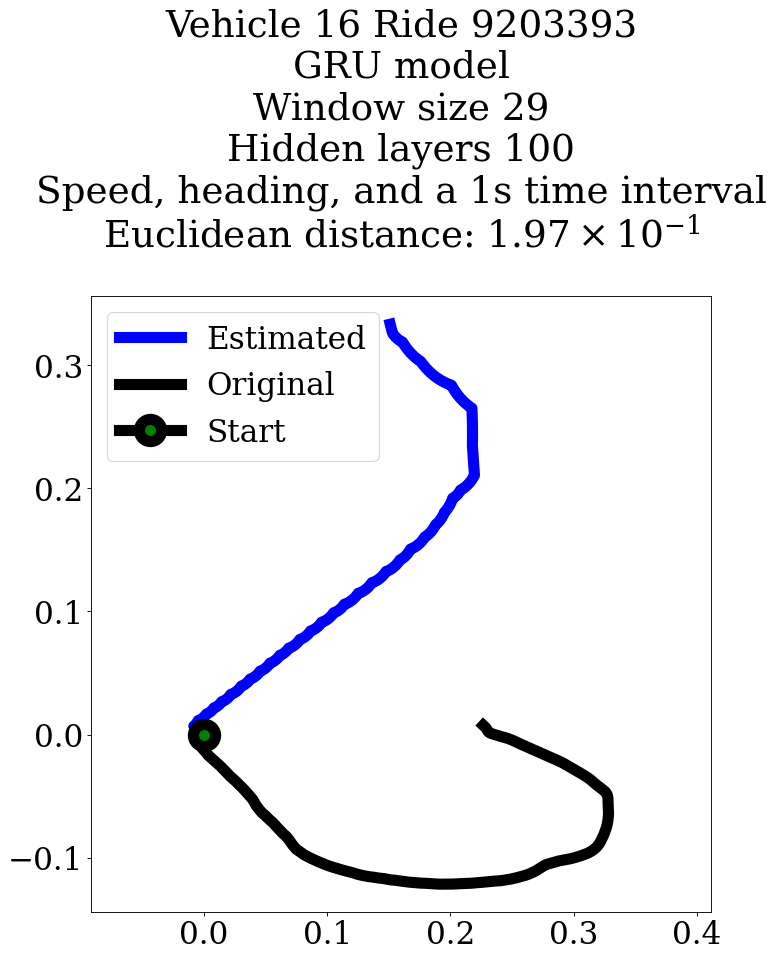 Vehicle 16 Ride 9203393
GRU model
Window size 29
Hidden layers 100
Speed, heading, and a 1s time interval
Euclidean distance: 1.97 × 10⁻¹
Estimated
Original
Start
0.3
0.2
0.1
0.0
−0.1
0.0 0.1 0.2 0.3 0.4